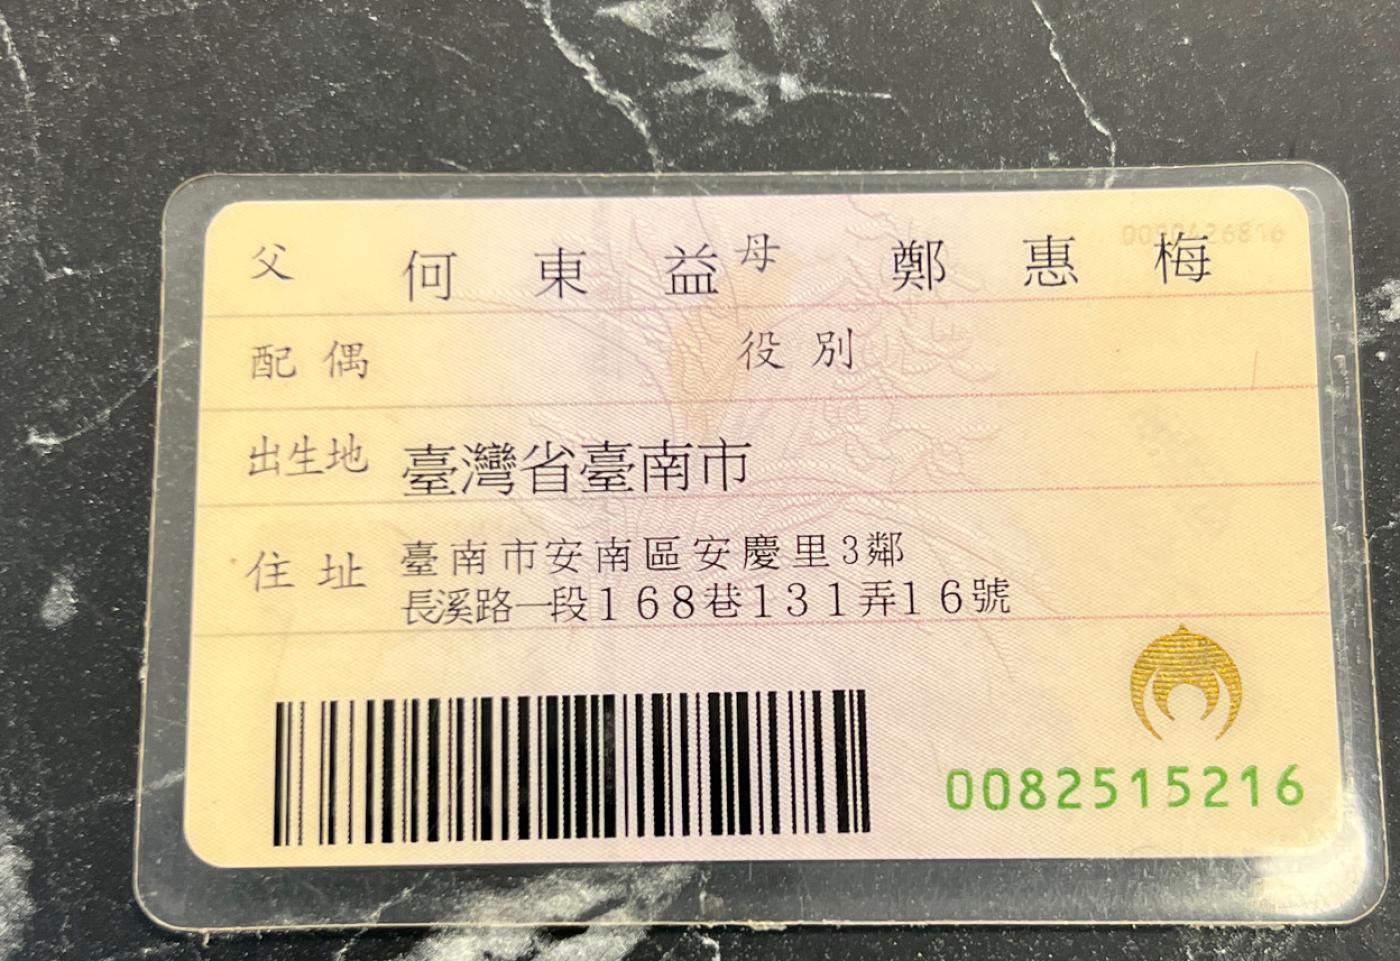 父 何東益 母 鄭惠梅
配偶 役別
出生地 臺灣省臺南市
住址 臺南市安南區安慶里3鄰
長溪路一段168巷131弄16號
0082515216